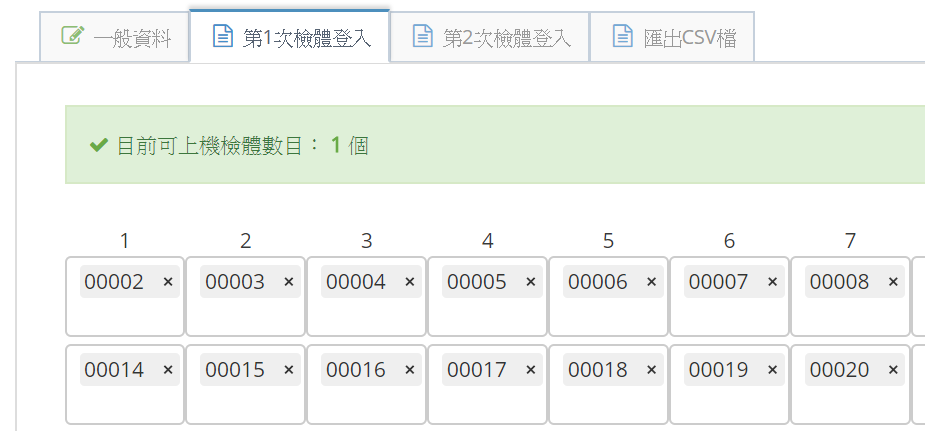 一般資料 第1次檢體登入 第2次檢體登入 匯出CSV檔
目前可上機檢體數目： 1 個
1 2 3 4 5 6 7
00002 × 00003 × 00004 × 00005 × 00006 × 00007 × 00008 ×
00014 × 00015 × 00016 × 00017 × 00018 × 00019 × 00020 ×